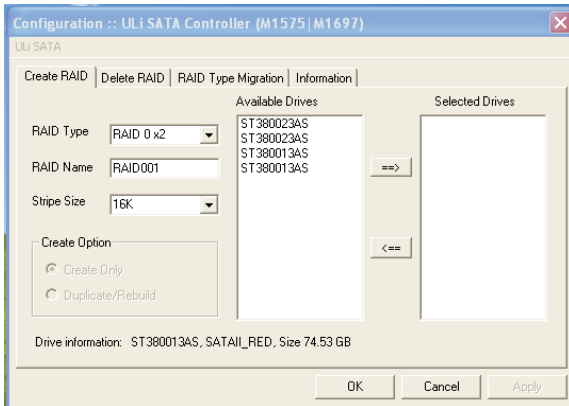 Configuration :: ULi SATA Controller (M1575|M1697)
ULi SATA
Create RAID Delete RAID RAID Type Migration Information
Available Drives Selected Drives
RAID Type RAID 0 x2
RAID Name RAID001
Stripe Size 16K
ST380023AS
ST380023AS
ST380013AS
ST380013AS
==>
<==
Create Option
Create Only
Duplicate/Rebuild
Drive information: ST380013AS, SATAII_RED, Size 74.53 GB
OK Cancel Apply